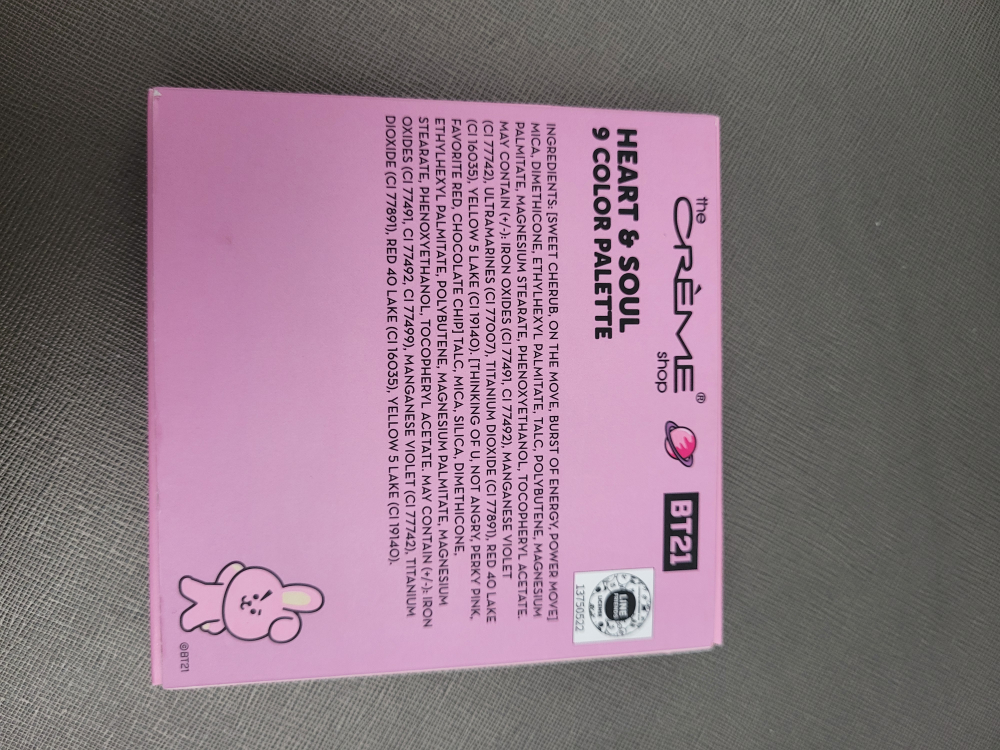 the
CRÈME®
shop
BT21
HEART & SOUL
9 COLOR PALETTE
LINE
FRIENDS
LICENSE
13750522
INGREDIENTS: [SWEET CHERUB, ON THE MOVE, BURST OF ENERGY, POWER MOVE]
MICA, DIMETHICONE, ETHYLHEXYL PALMITATE, TALC, POLYBUTENE, MAGNESIUM
PALMITATE, MAGNESIUM STEARATE, PHENOXYETHANOL, TOCOPHERYL ACETATE.
MAY CONTAIN (+/-): IRON OXIDES (CI 77491, CI 77492), MANGANESE VIOLET
(CI 77742), ULTRAMARINES (CI 77007), TITANIUM DIOXIDE (CI 77891), RED 40 LAKE
(CI 16035), YELLOW 5 LAKE (CI 19140). [THINKING OF U, NOT ANGRY, PERKY PINK,
FAVORITE RED, CHOCOLATE CHIP] TALC, MICA, SILICA, DIMETHICONE,
ETHYLHEXYL PALMITATE, POLYBUTENE, MAGNESIUM PALMITATE, MAGNESIUM
STEARATE, PHENOXYETHANOL, TOCOPHERYL ACETATE. MAY CONTAIN (+/-): IRON
OXIDES (CI 77491, CI 77492, CI 77499), MANGANESE VIOLET (CI 77742), TITANIUM
DIOXIDE (CI 77891), RED 40 LAKE (CI 16035), YELLOW 5 LAKE (CI 19140).
©BT21